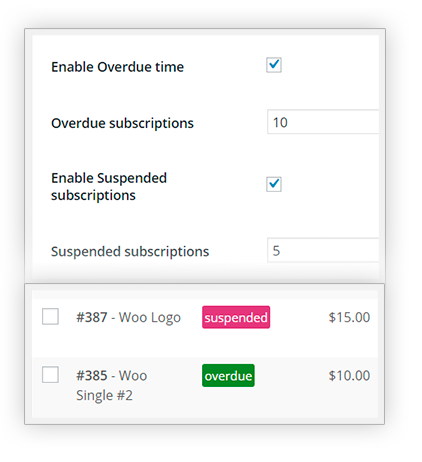 Enable Overdue time
Overdue subscriptions 10
Enable Suspended
subscriptions
Suspended subscriptions 5
#387 - Woo Logo suspended $15.00
#385 - Woo overdue $10.00
Single #2